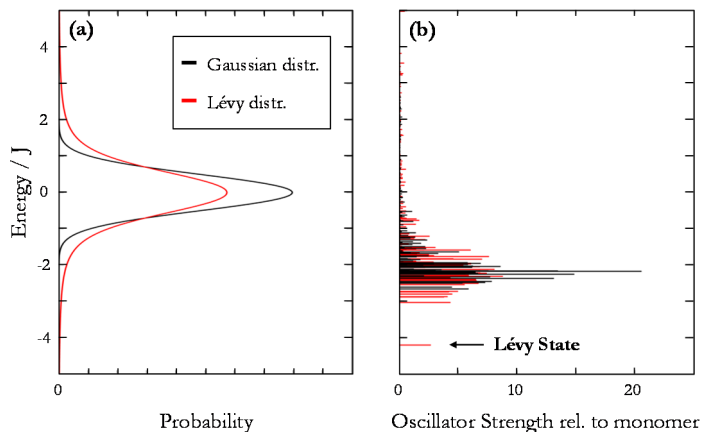 (a)
(b)
Gaussian distr.
Lévy distr.
Energy / J
4
2
0
-2
-4
0
Probability
Lévy State
0
10
20
Oscillator Strength rel. to monomer